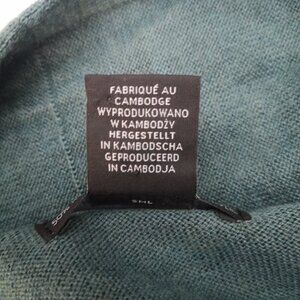 FABRIQUÉ AU
CAMBODGE
WYPRODUKOWANO
W KAMBODŻY
HERGESTELLT
IN KAMBODSCHA
GEPRODUCEERD
IN CAMBODJA